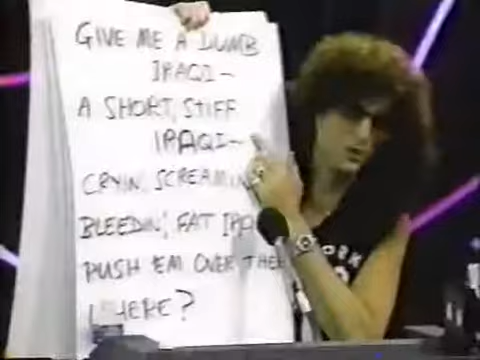 GIVE ME A DUMB
IRAQI-
A SHORT, STIFF
IRAQI-
CRYIN, SCREAMIN
BLEEDIN', FAT
PUSH 'EM OVER
HERE?